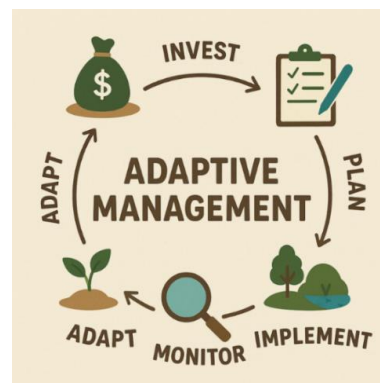 INVEST
$
ADAPT
ADAPTIVE
MANAGEMENT
PLAN
ADAPT
MONITOR
IMPLEMENT